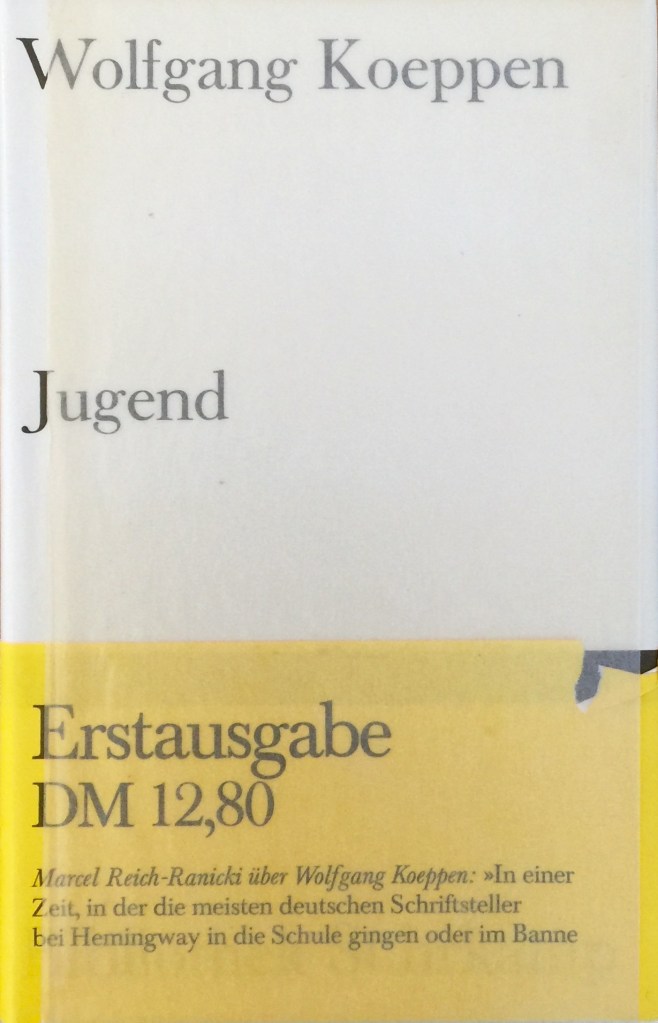 Wolfgang Koeppen
Jugend
Erstausgabe
DM 12,80
Marcel Reich-Ranicki über Wolfgang Koeppen: »In einer
Zeit, in der die meisten deutschen Schriftsteller
bei Hemingway in die Schule gingen oder im Banne